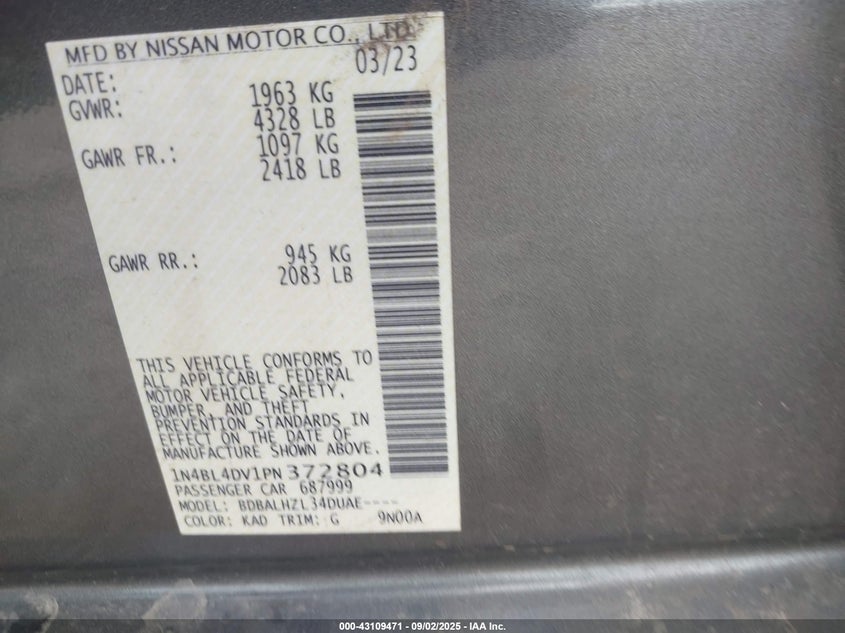 MFD BY NISSAN MOTOR CO., LTD
DATE: 03/23
GVWR: 1963 KG
4328 LB
GAWR FR.: 1097 KG
2418 LB
GAWR RR.: 945 KG
2083 LB
THIS VEHICLE CONFORMS TO
ALL APPLICABLE FEDERAL
MOTOR VEHICLE SAFETY,
BUMPER, AND THEFT
PREVENTION STANDARDS IN
EFFECT ON THE DATE OF
MANUFACTURE SHOWN ABOVE.
1N4BL4DV1PN372804
PASSENGER CAR 687999
MODEL: BDBALHZL34DUAE----
COLOR: KAD TRIM: G 9N00A
000-43109471 - 09/02/2025 - IAA Inc.